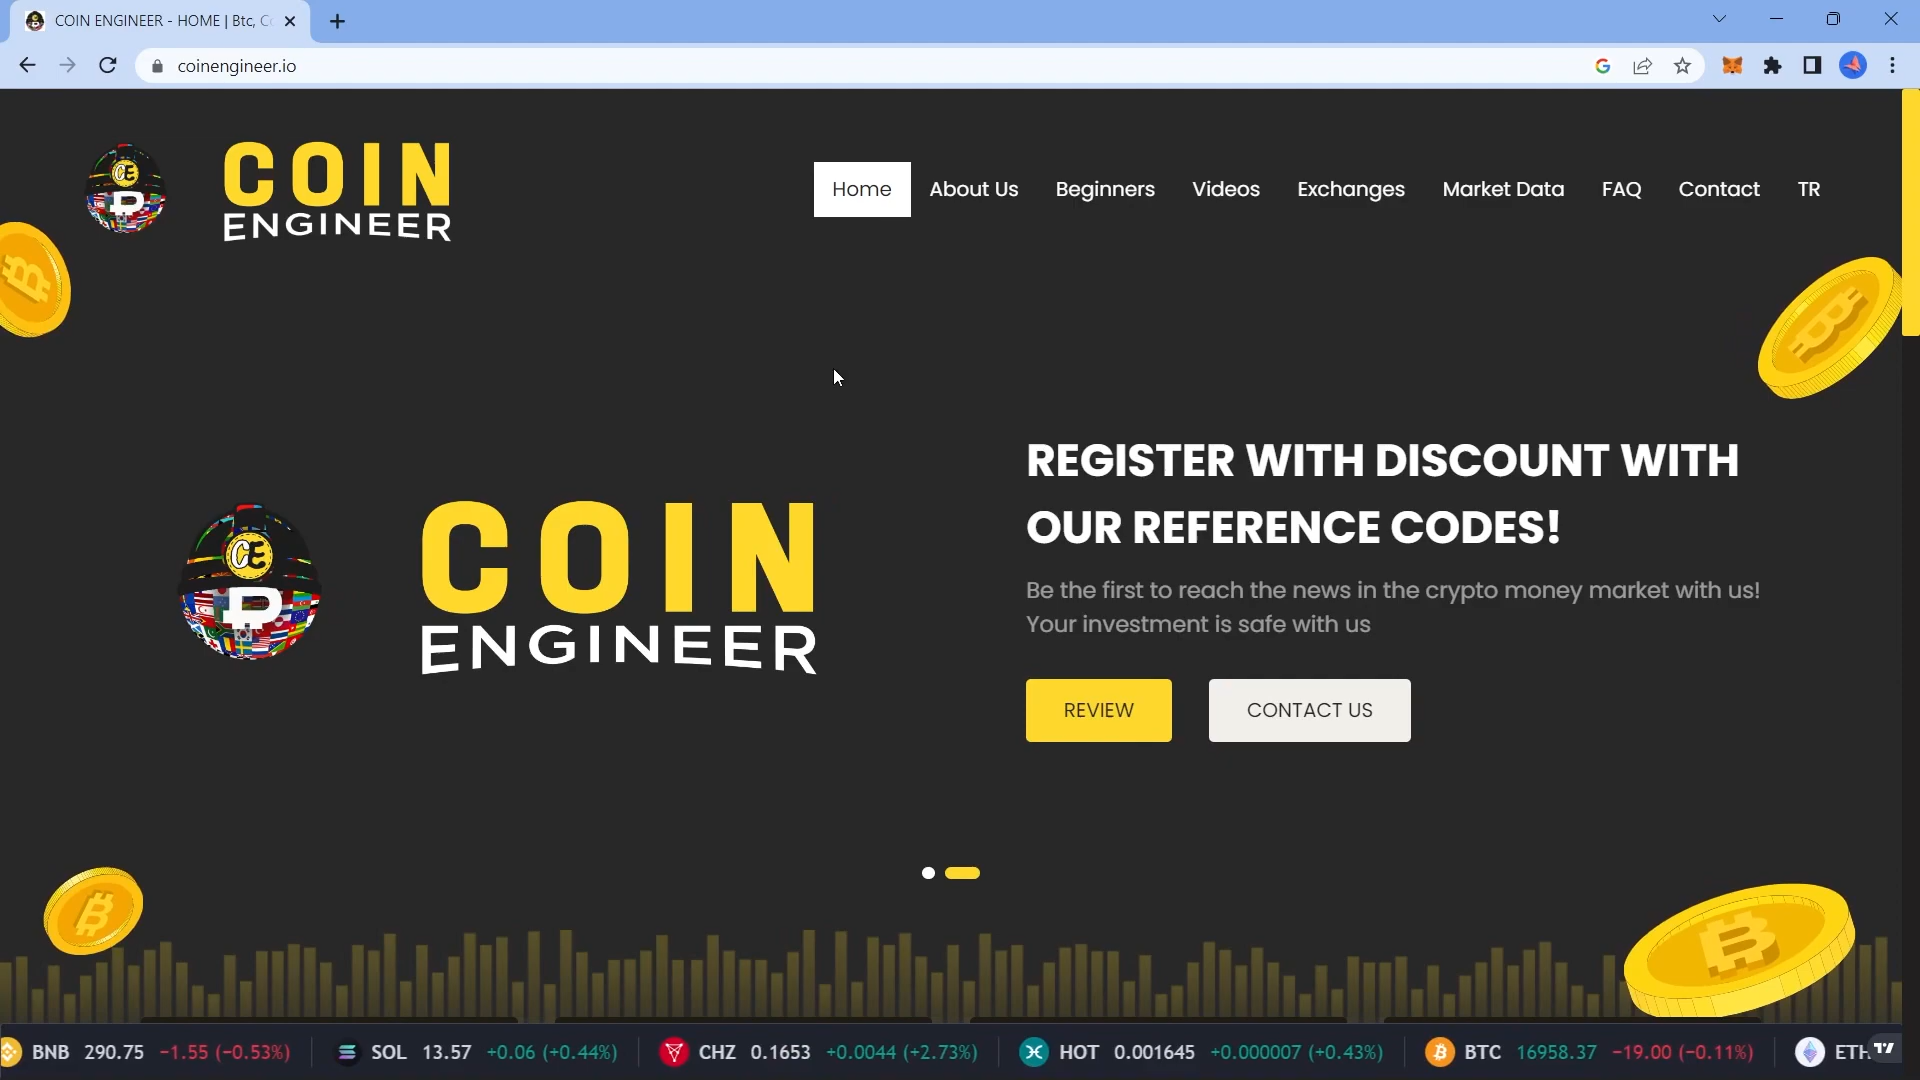 COIN ENGINEER - HOME | Btc, Co
coinengineer.io
CE
COIN
ENGINEER
Home About Us Beginners Videos Exchanges Market Data FAQ Contact TR
CE
COIN
ENGINEER
REGISTER WITH DISCOUNT WITH
OUR REFERENCE CODES!
Be the first to reach the news in the crypto money market with us!
Your investment is safe with us
REVIEW CONTACT US
BNB 290.75 −1.55 (−0.53%) SOL 13.57 +0.06 (+0.44%) CHZ 0.1653 +0.0044 (+2.73%) HOT 0.001645 +0.000007 (+0.43%) BTC 16958.37 −19.00 (−0.11%) ETH